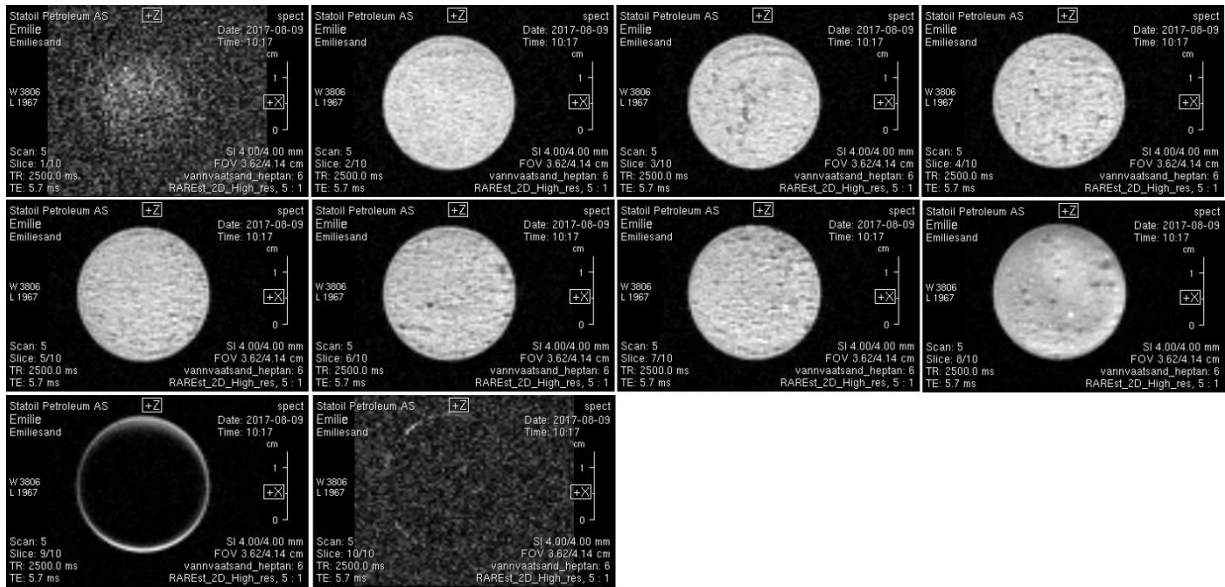 Statoil Petroleum AS +Z spect
Emilie Date: 2017-08-09
Emiliesand Time: 10:17
cm
1
W 3806
L 1967 +X
0
Scan: 5 SI 4.00/4.00 mm
Slice: 1/10 FOV 3.62/4.14 cm
TR: 2500.0 ms vannvaatsand_heptan: 6
TE: 5.7 ms RAREst_2D_High_res, 5 : 1
Statoil Petroleum AS +Z spect
Emilie Date: 2017-08-09
Emiliesand Time: 10:17
cm
1
W 3806
L 1967 +X
0
Scan: 5 SI 4.00/4.00 mm
Slice: 2/10 FOV 3.62/4.14 cm
TR: 2500.0 ms vannvaatsand_heptan: 6
TE: 5.7 ms RAREst_2D_High_res, 5 : 1
Statoil Petroleum AS +Z spect
Emilie Date: 2017-08-09
Emiliesand Time: 10:17
cm
1
W 3806
L 1967 +X
0
Scan: 5 SI 4.00/4.00 mm
Slice: 3/10 FOV 3.62/4.14 cm
TR: 2500.0 ms vannvaatsand_heptan: 6
TE: 5.7 ms RAREst_2D_High_res, 5 : 1
Statoil Petroleum AS +Z spect
Emilie Date: 2017-08-09
Emiliesand Time: 10:17
cm
1
W 3806
L 1967 +X
0
Scan: 5 SI 4.00/4.00 mm
Slice: 4/10 FOV 3.62/4.14 cm
TR: 2500.0 ms vannvaatsand_heptan: 6
TE: 5.7 ms RAREst_2D_High_res, 5 : 1
Statoil Petroleum AS +Z spect
Emilie Date: 2017-08-09
Emiliesand Time: 10:17
cm
1
W 3806
L 1967 +X
0
Scan: 5 SI 4.00/4.00 mm
Slice: 5/10 FOV 3.62/4.14 cm
TR: 2500.0 ms vannvaatsand_heptan: 6
TE: 5.7 ms RAREst_2D_High_res, 5 : 1
Statoil Petroleum AS +Z spect
Emilie Date: 2017-08-09
Emiliesand Time: 10:17
cm
1
W 3806
L 1967 +X
0
Scan: 5 SI 4.00/4.00 mm
Slice: 6/10 FOV 3.62/4.14 cm
TR: 2500.0 ms vannvaatsand_heptan: 6
TE: 5.7 ms RAREst_2D_High_res, 5 : 1
Statoil Petroleum AS +Z spect
Emilie Date: 2017-08-09
Emiliesand Time: 10:17
cm
1
W 3806
L 1967 +X
0
Scan: 5 SI 4.00/4.00 mm
Slice: 7/10 FOV 3.62/4.14 cm
TR: 2500.0 ms vannvaatsand_heptan: 6
TE: 5.7 ms RAREst_2D_High_res, 5 : 1
Statoil Petroleum AS +Z spect
Emilie Date: 2017-08-09
Emiliesand Time: 10:17
cm
1
W 3806
L 1967 +X
0
Scan: 5 SI 4.00/4.00 mm
Slice: 8/10 FOV 3.62/4.14 cm
TR: 2500.0 ms vannvaatsand_heptan: 6
TE: 5.7 ms RAREst_2D_High_res, 5 : 1
Statoil Petroleum AS +Z spect
Emilie Date: 2017-08-09
Emiliesand Time: 10:17
cm
1
W 3806
L 1967 +X
0
Scan: 5 SI 4.00/4.00 mm
Slice: 9/10 FOV 3.62/4.14 cm
TR: 2500.0 ms vannvaatsand_heptan: 6
TE: 5.7 ms RAREst_2D_High_res, 5 : 1
Statoil Petroleum AS +Z spect
Emilie Date: 2017-08-09
Emiliesand Time: 10:17
cm
1
W 3806
L 1967 +X
0
Scan: 5 SI 4.00/4.00 mm
Slice: 10/10 FOV 3.62/4.14 cm
TR: 2500.0 ms vannvaatsand_heptan: 6
TE: 5.7 ms RAREst_2D_High_res, 5 : 1